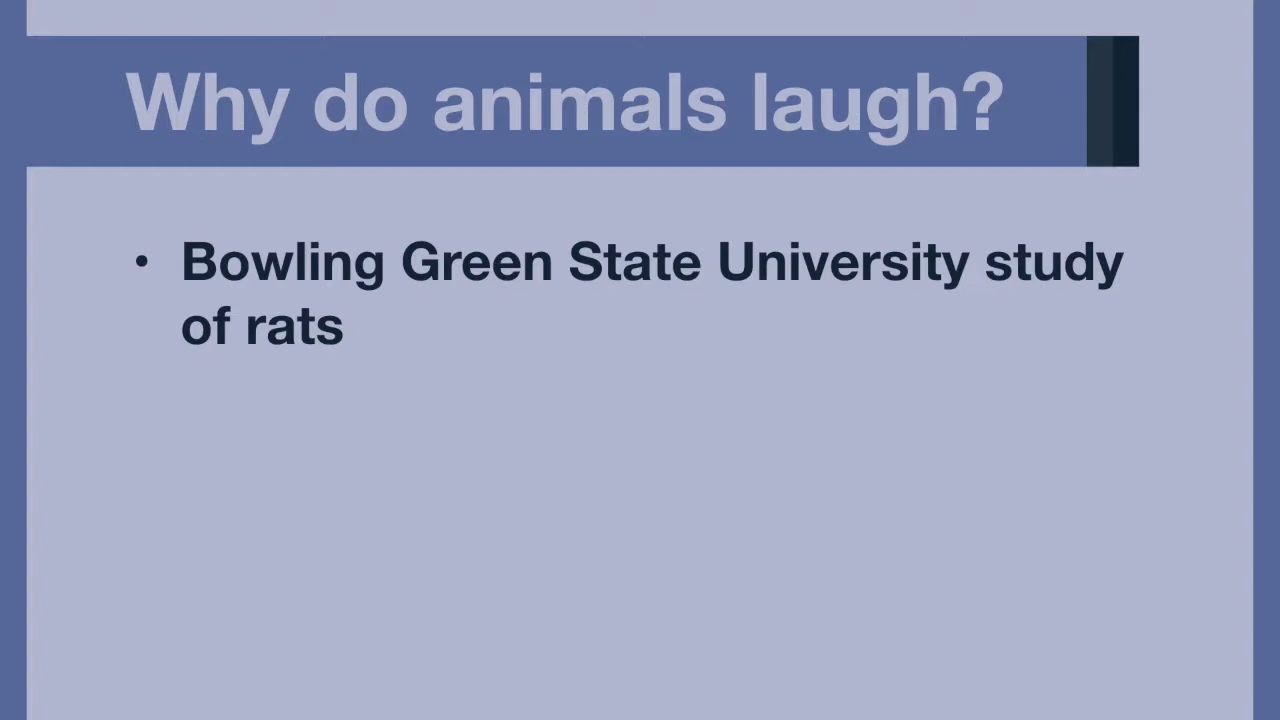 Why do animals laugh?
• Bowling Green State University study
of rats